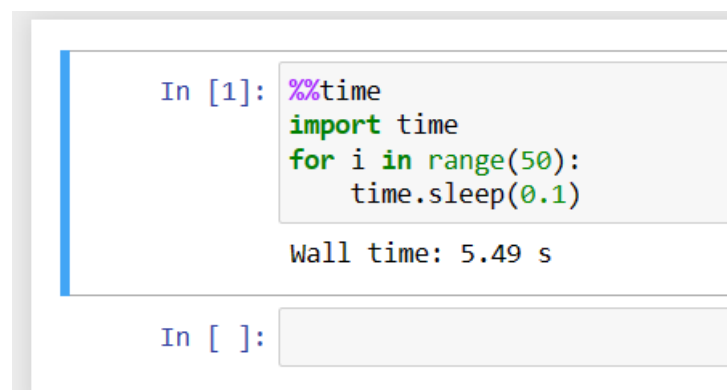 In [1]: %%time
import time
for i in range(50):
    time.sleep(0.1)
Wall time: 5.49 s
In [ ]: